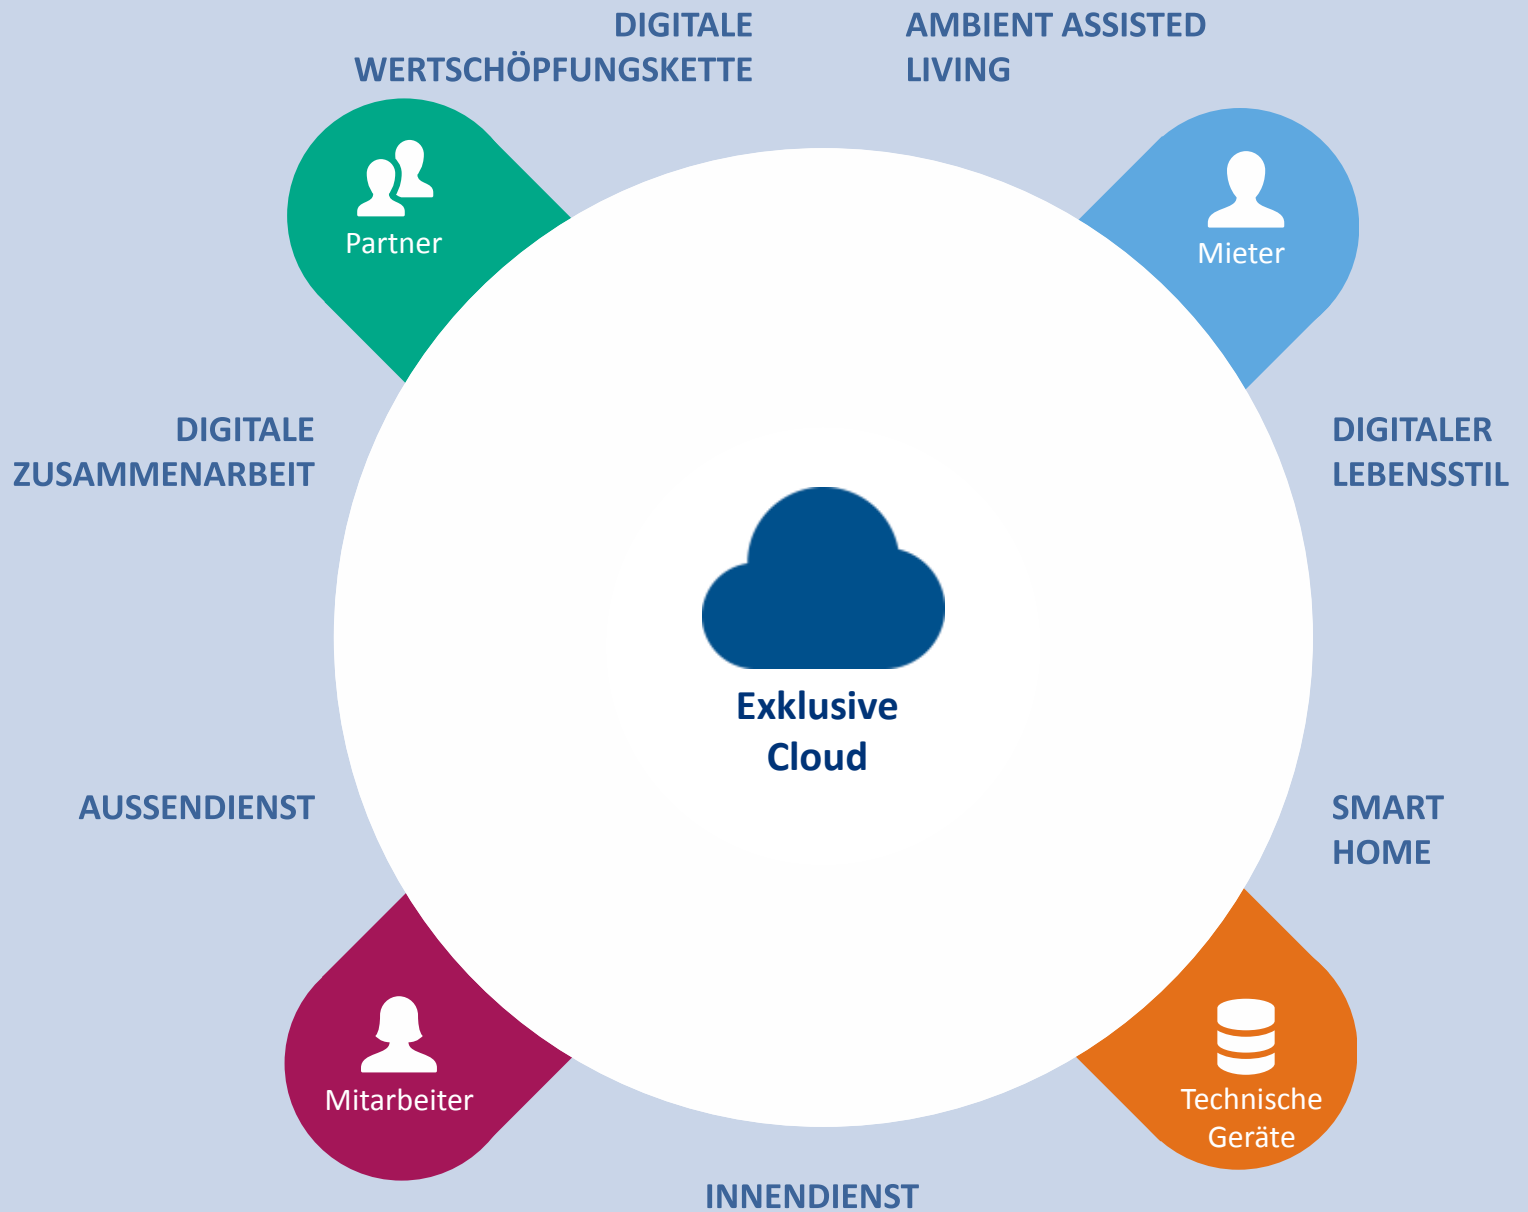 DIGITALE
WERTSCHÖPFUNGSKETTE
AMBIENT ASSISTED
LIVING
Partner
Mieter
DIGITALE
ZUSAMMENARBEIT
DIGITALER
LEBENSSTIL
Exklusive
Cloud
AUSSENDIENST
SMART
HOME
Mitarbeiter
Technische
Geräte
INNENDIENST